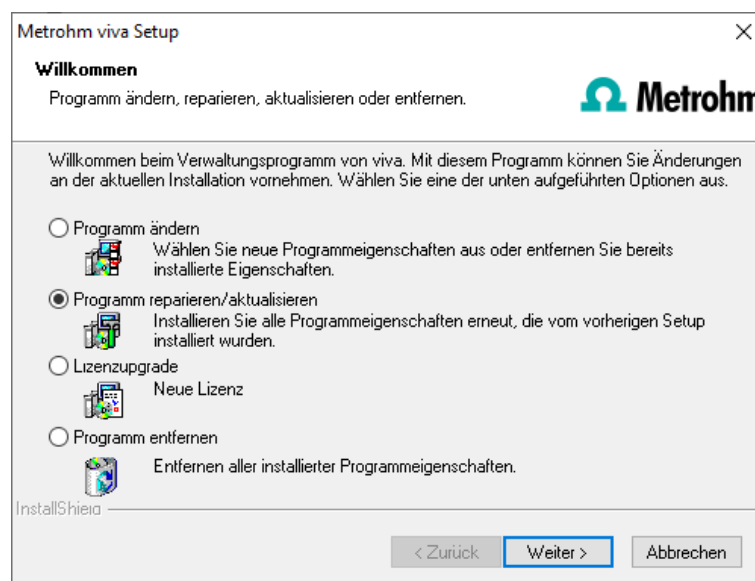 Metrohm viva Setup
Willkommen
Programm ändern, reparieren, aktualisieren oder entfernen.
Metrohm
Willkommen beim Verwaltungsprogramm von viva. Mit diesem Programm können Sie Änderungen
an der aktuellen Installation vornehmen. Wählen Sie eine der unten aufgeführten Optionen aus.
Programm ändern
Wählen Sie neue Programmeigenschaften aus oder entfernen Sie bereits
installierte Eigenschaften.
Programm reparieren/aktualisieren
Installieren Sie alle Programmeigenschaften erneut, die vom vorherigen Setup
installiert wurden.
Lizenzupgrade
Neue Lizenz
Programm entfernen
Entfernen aller installierter Programmeigenschaften.
InstallShield
< Zurück
Weiter >
Abbrechen